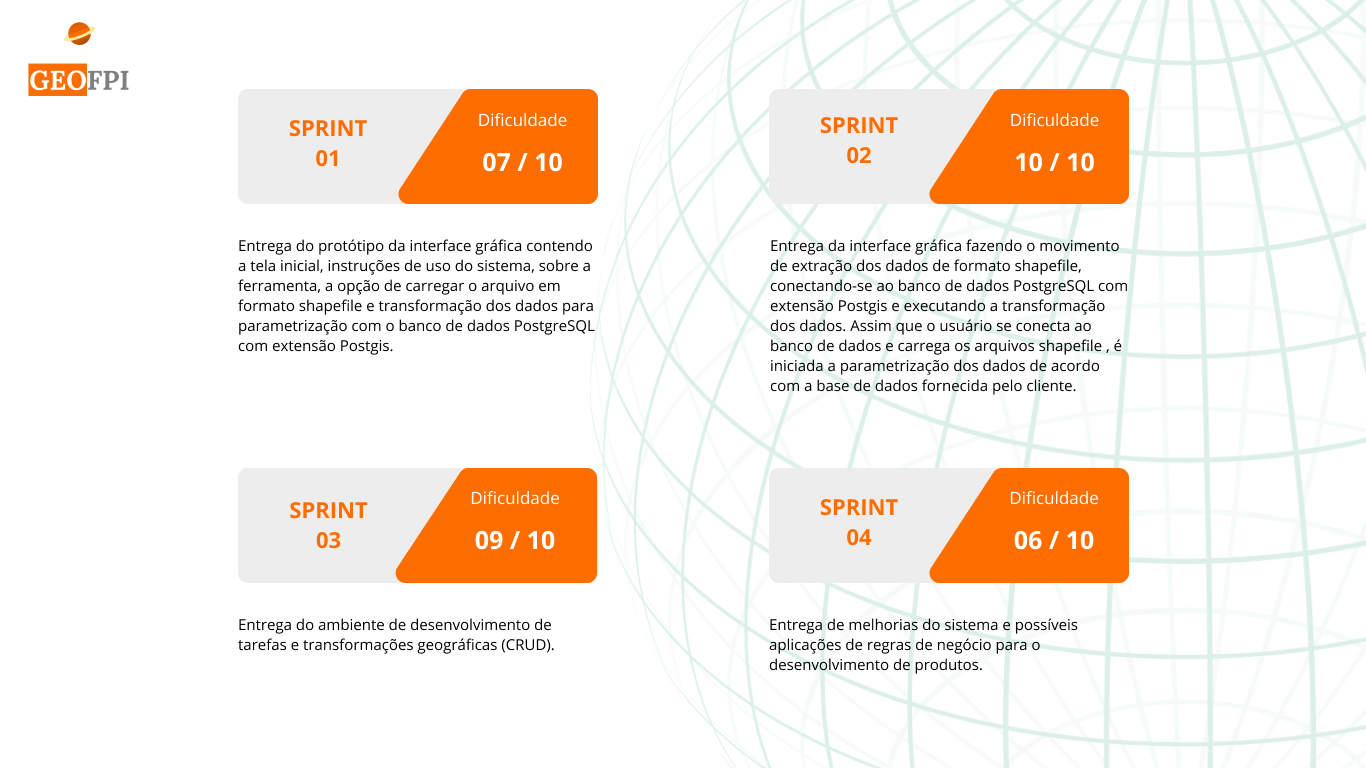 GEOFPI
SPRINT
01
Dificuldade
07 / 10
Entrega do protótipo da interface gráfica contendo
a tela inicial, instruções de uso do sistema, sobre a
ferramenta, a opção de carregar o arquivo em
formato shapefile e transformação dos dados para
parametrização com o banco de dados PostgreSQL
com extensão Postgis.
SPRINT
02
Dificuldade
10 / 10
Entrega da interface gráfica fazendo o movimento
de extração dos dados de formato shapefile,
conectando-se ao banco de dados PostgreSQL com
extensão Postgis e executando a transformação
dos dados. Assim que o usuário se conecta ao
banco de dados e carrega os arquivos shapefile , é
iniciada a parametrização dos dados de acordo
com a base de dados fornecida pelo cliente.
SPRINT
03
Dificuldade
09 / 10
Entrega do ambiente de desenvolvimento de
tarefas e transformações geográficas (CRUD).
SPRINT
04
Dificuldade
06 / 10
Entrega de melhorias do sistema e possíveis
aplicações de regras de negócio para o
desenvolvimento de produtos.